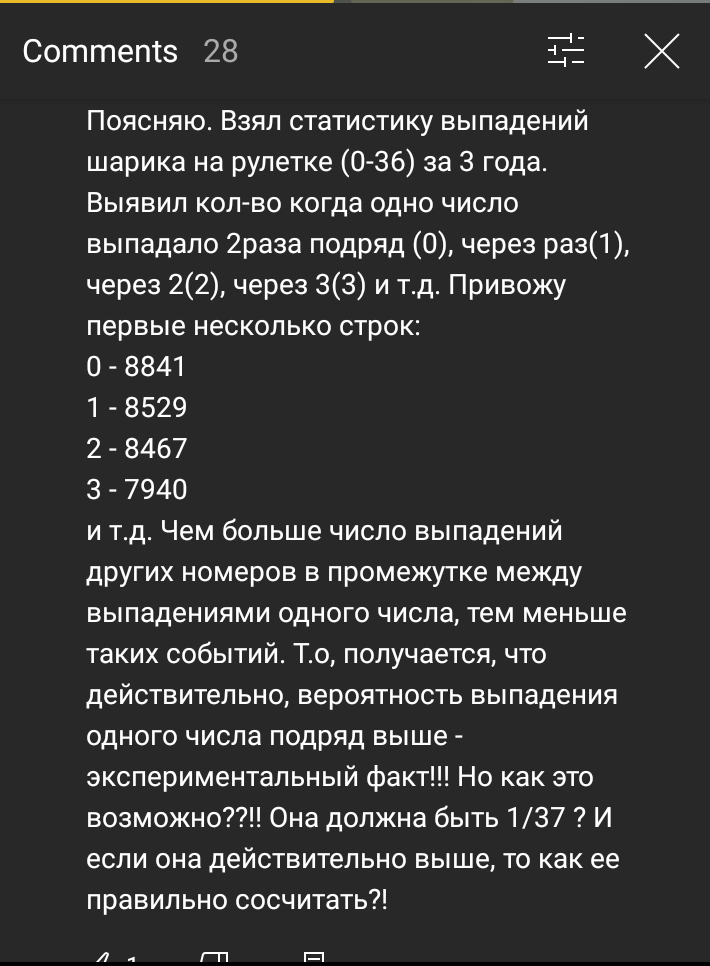 Comments 28
Поясняю. Взял статистику выпадений
шарика на рулетке (0-36) за 3 года.
Выявил кол-во когда одно число
выпадало 2раза подряд (0), через раз(1),
через 2(2), через 3(3) и т.д. Привожу
первые несколько строк:
0 - 8841
1 - 8529
2 - 8467
3 - 7940
и т.д. Чем больше число выпадений
других номеров в промежутке между
выпадениями одного числа, тем меньше
таких событий. Т.о, получается, что
действительно, вероятность выпадения
одного числа подряд выше -
экспериментальный факт!!! Но как это
возможно??!! Она должна быть 1/37 ? И
если она действительно выше, то как ее
правильно сосчитать?!